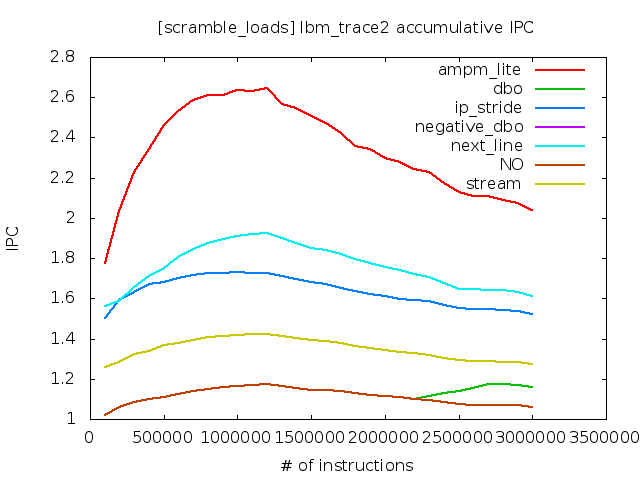 [scramble_loads] lbm_trace2 accumulative IPC
2.8
2.6
2.4
2.2
2
1.8
1.6
1.4
1.2
1
IPC
ampm_lite
dbo
ip_stride
negative_dbo
next_line
NO
stream
0 500000 1000000 1500000 2000000 2500000 3000000 3500000
# of instructions